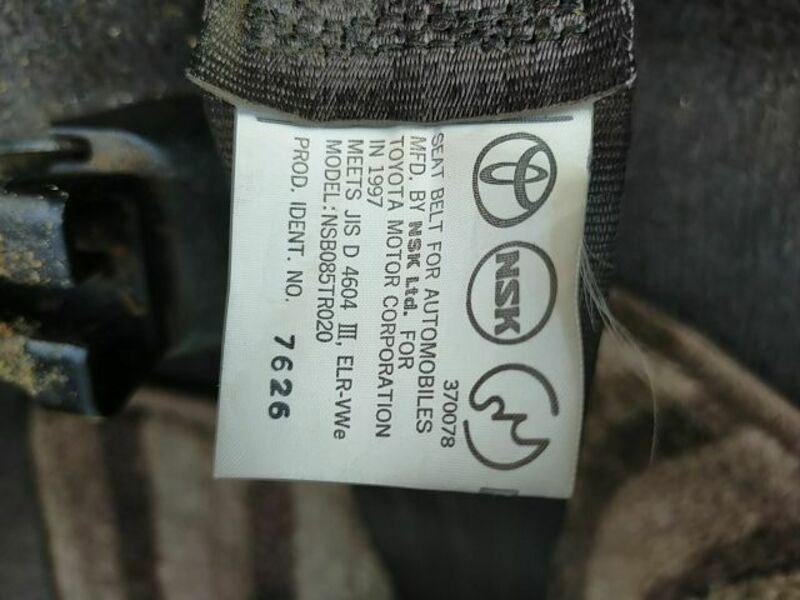 NSK
370078
SEAT BELT FOR AUTOMOBILES
MFD. BY NSK Ltd. FOR
TOYOTA MOTOR CORPORATION
IN 1997
MEETS JIS D 4604 III, ELR-VWe
MODEL:NSB085TR020
PROD. IDENT. NO. 7626